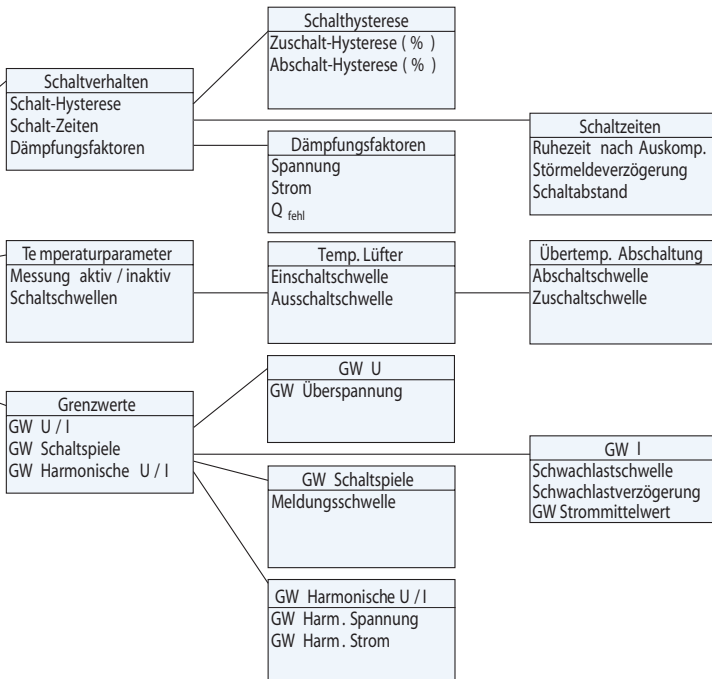 Schalthysterese
Zuschalt-Hysterese ( % )
Abschalt-Hysterese ( % )
Schaltverhalten
Schalt-Hysterese
Schalt-Zeiten
Dämpfungsfaktoren
Schaltzeiten
Ruhezeit nach Auskomp.
Störmeldeverzögerung
Schaltabstand
Dämpfungsfaktoren
Spannung
Strom
Q fehl
Te mperaturparameter
Messung aktiv / inaktiv
Schaltschwellen
Temp. Lüfter
Einschaltschwelle
Ausschaltschwelle
Übertemp. Abschaltung
Abschaltschwelle
Zuschaltschwelle
GW U
GW Überspannung
Grenzwerte
GW U / I
GW Schaltspiele
GW Harmonische U / I
GW I
Schwachlastschwelle
Schwachlastverzögerung
GW Strommittelwert
GW Schaltspiele
Meldungsschwelle
GW Harmonische U / I
GW Harm. Spannung
GW Harm. Strom